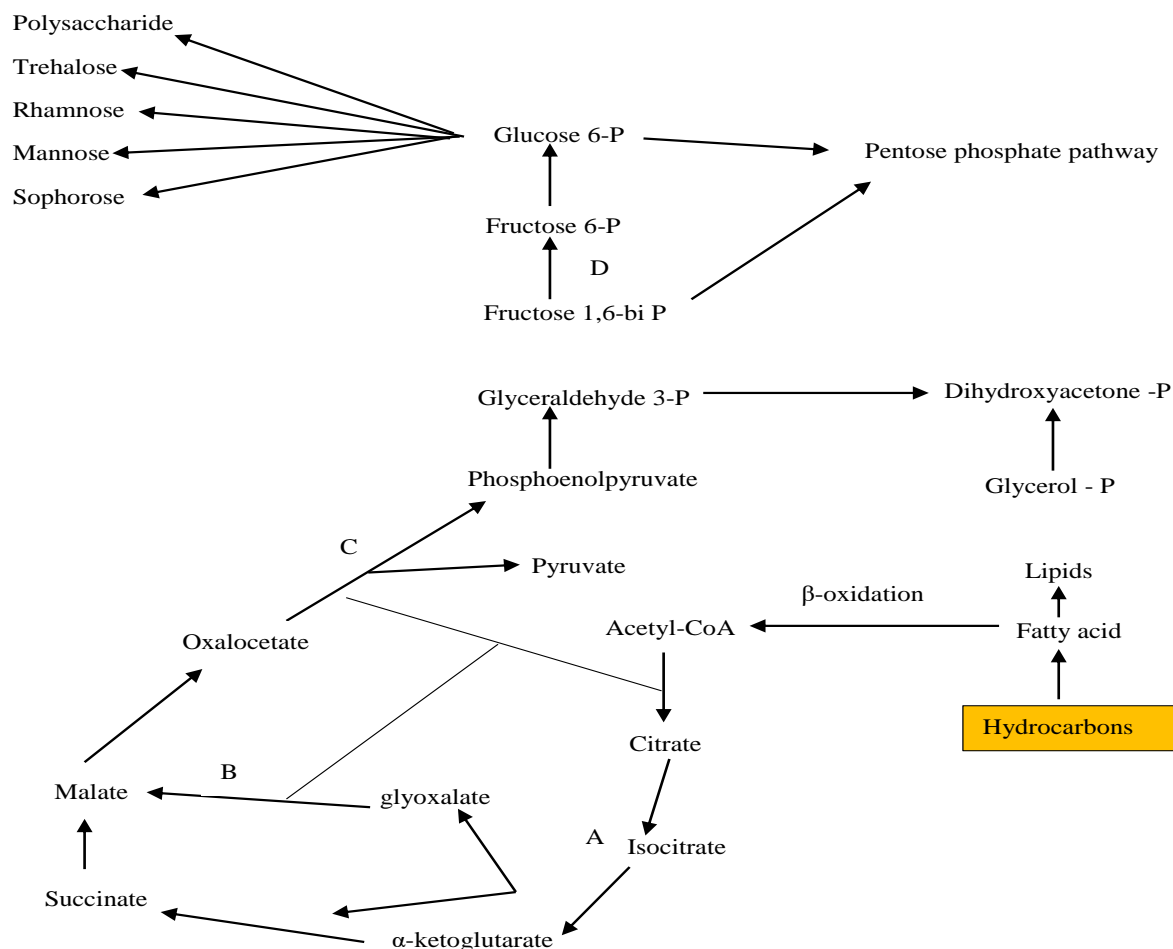 Polysaccharide
Trehalose
Rhamnose
Mannose
Sophorose
Glucose 6-P
Pentose phosphate pathway
Fructose 6-P
D
Fructose 1,6-bi P
Glyceraldehyde 3-P
Dihydroxyacetone -P
Phosphoenolpyruvate
Glycerol - P
C
Pyruvate
Lipids
β-oxidation
Oxalocetate
Acetyl-CoA
Fatty acid
Hydrocarbons
Citrate
B
Malate
glyoxalate
A
Isocitrate
Succinate
α-ketoglutarate